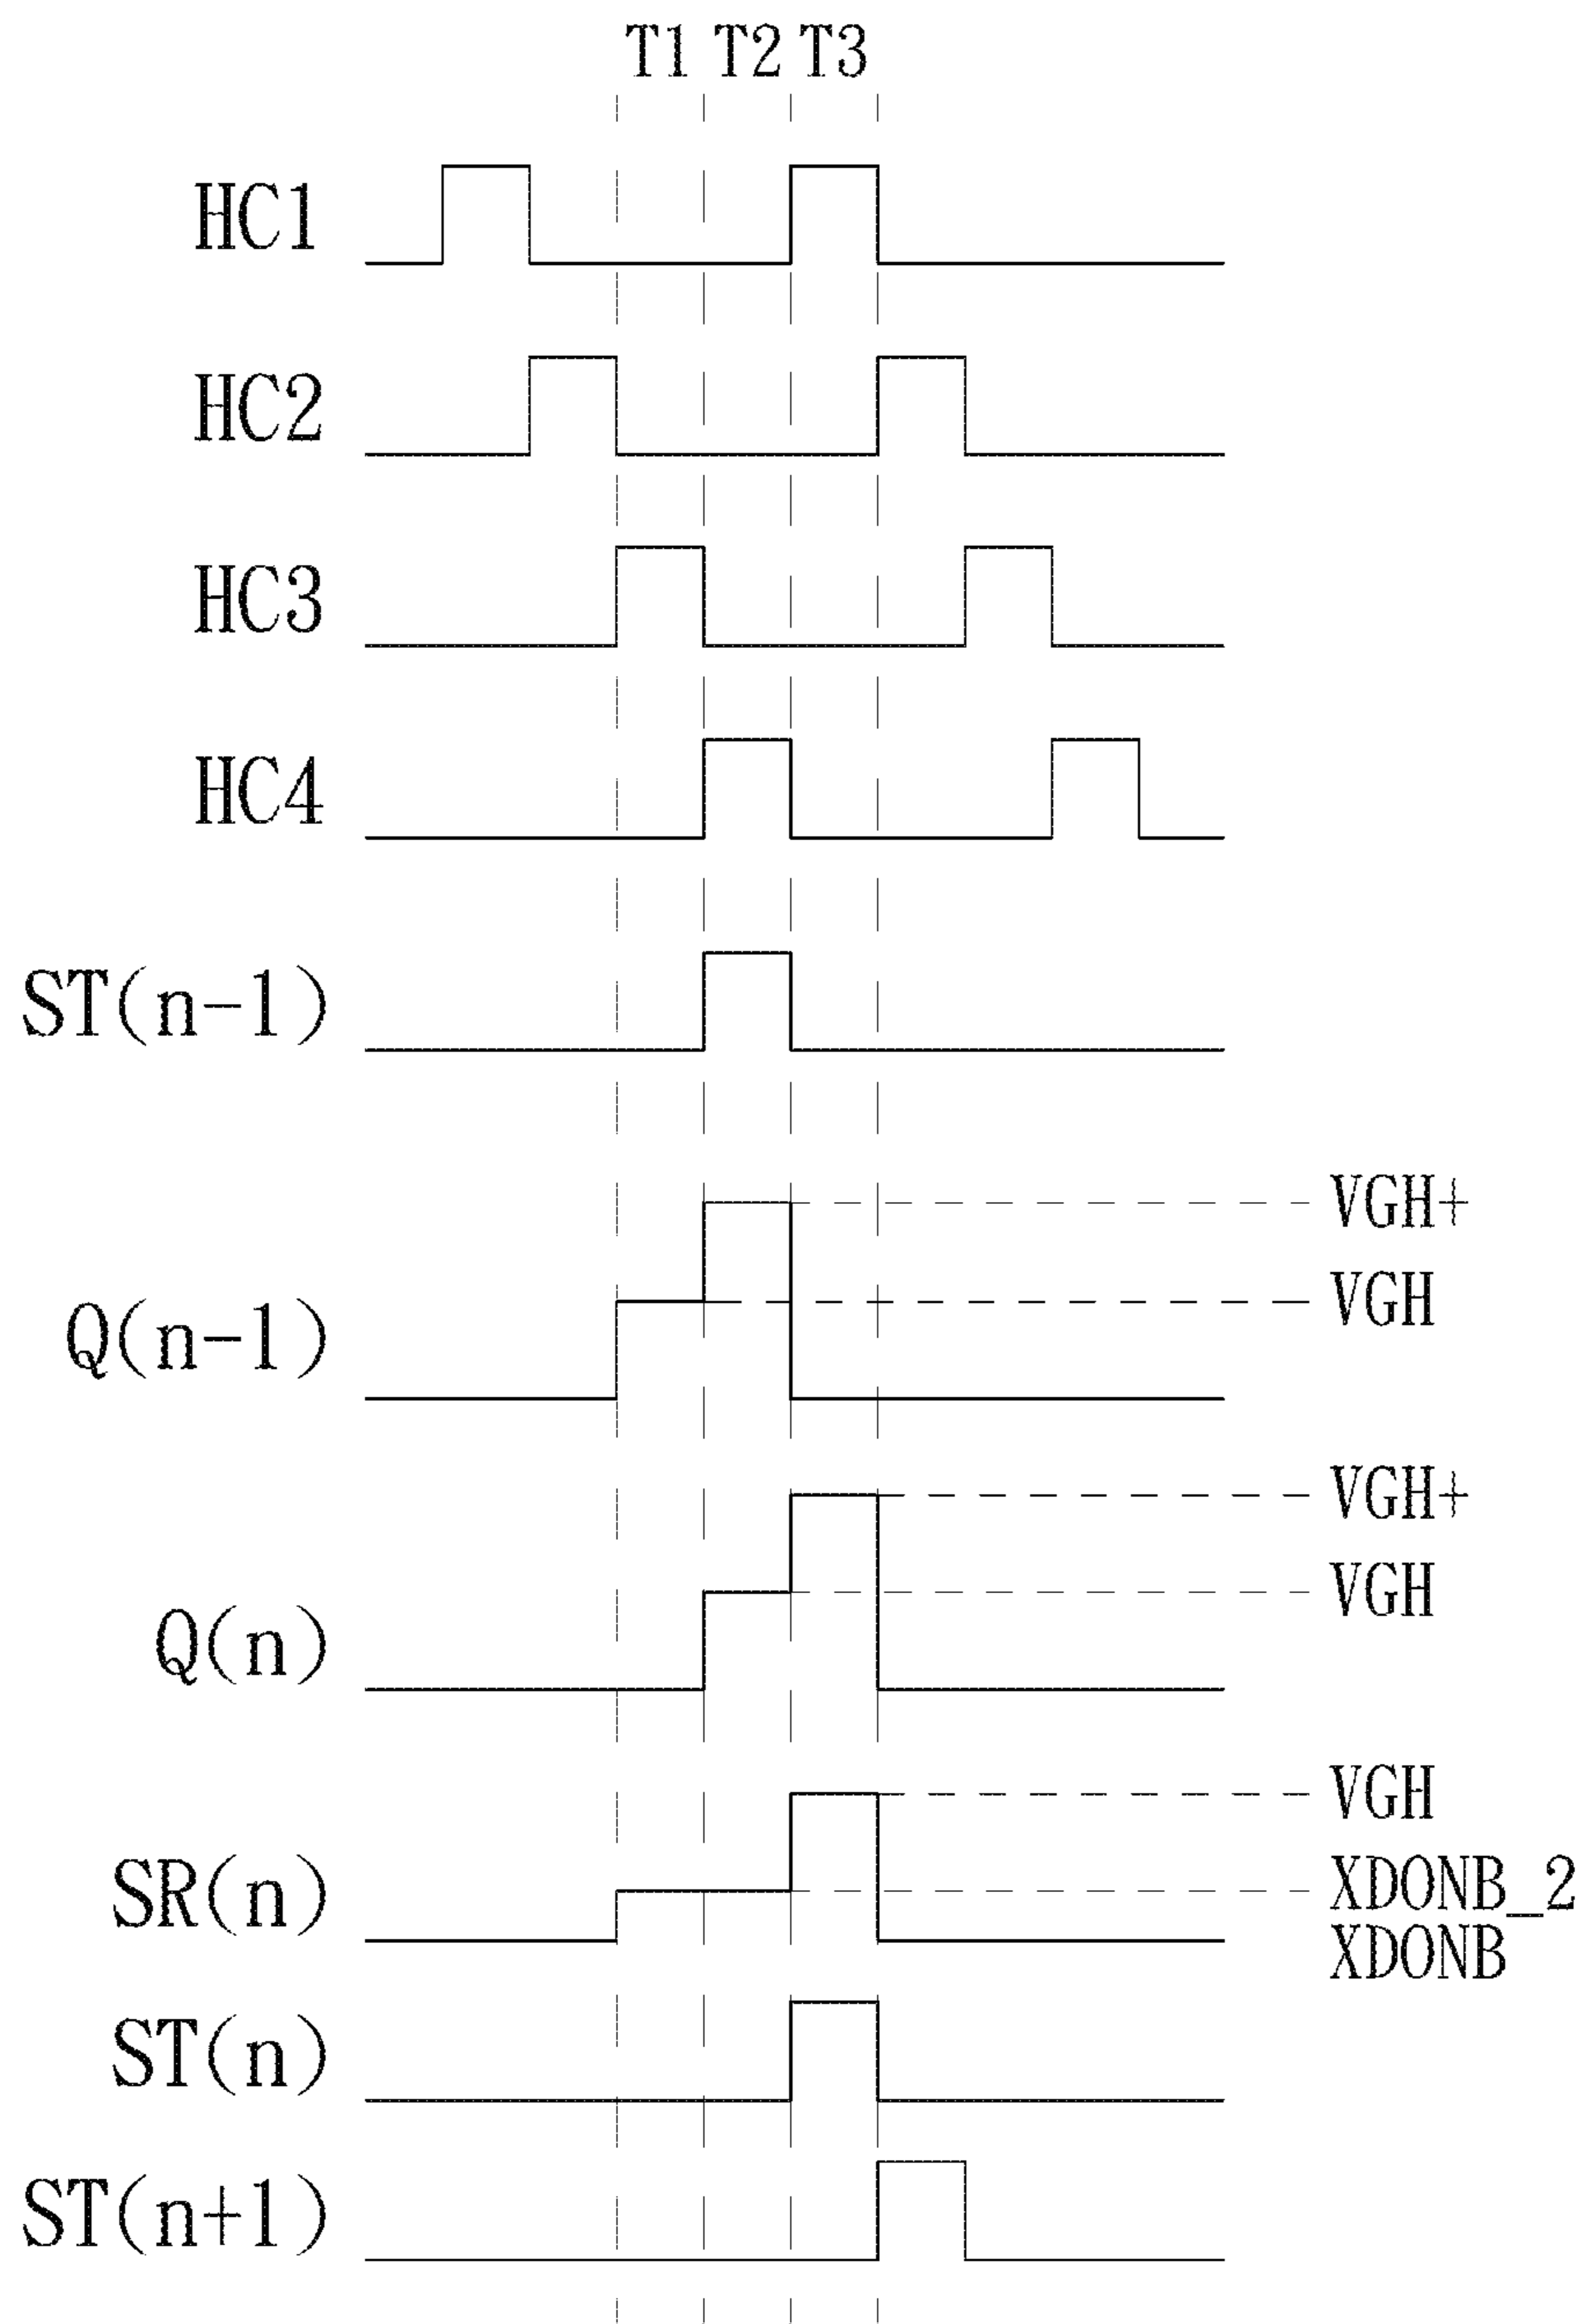 T1 T2 T3
HC1
HC2
HC3
HC4
ST(n-1)
VGH+
VGH
Q(n-1)
VGH+
VGH
Q(n)
VGH
XDONB_2
SR(n)
XDONB
ST(n)
ST(n+1)